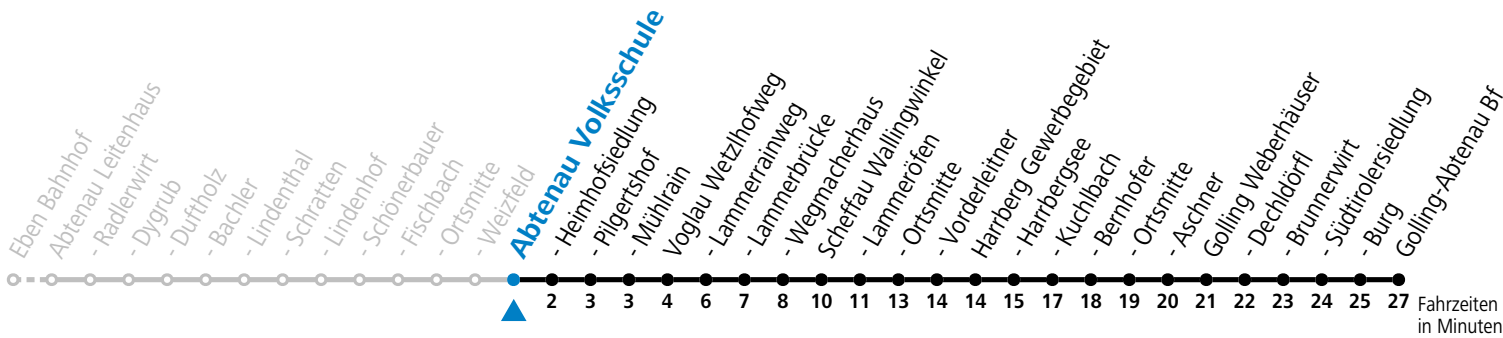 Eben Bahnhof
Abtenau Leitenhaus
- Radlerwirt
- Dygrub
- Duftholz
- Bachler
- Lindenthal
- Schratten
- Lindenhof
- Schönerbauer
- Fischbach
- Ortsmitte
- Weizfeld
Abtenau Volksschule
- Heimhofsiedlung
- Pilgertshof
- Mühlrain
Voglau Wetzlhofweg
- Lammerrainweg
- Lammerbrücke
- Wegmacherhaus
Scheffau Wallingwinkel
- Lammeröfen
- Ortsmitte
- Vorderleitner
Harrberg Gewerbegebiet
- Harrbergsee
- Kuchlbach
- Bernhofer
- Ortsmitte
- Aschner
Golling Weberhäuser
- Dechldörfl
- Brunnerwirt
- Südtirolersiedlung
- Burg
Golling-Abtenau Bf
2 3 3 4 6 7 8 10 11 13 14 14 15 17 18 19 20 21 22 23 24 25 27
Fahrzeiten
in Minuten